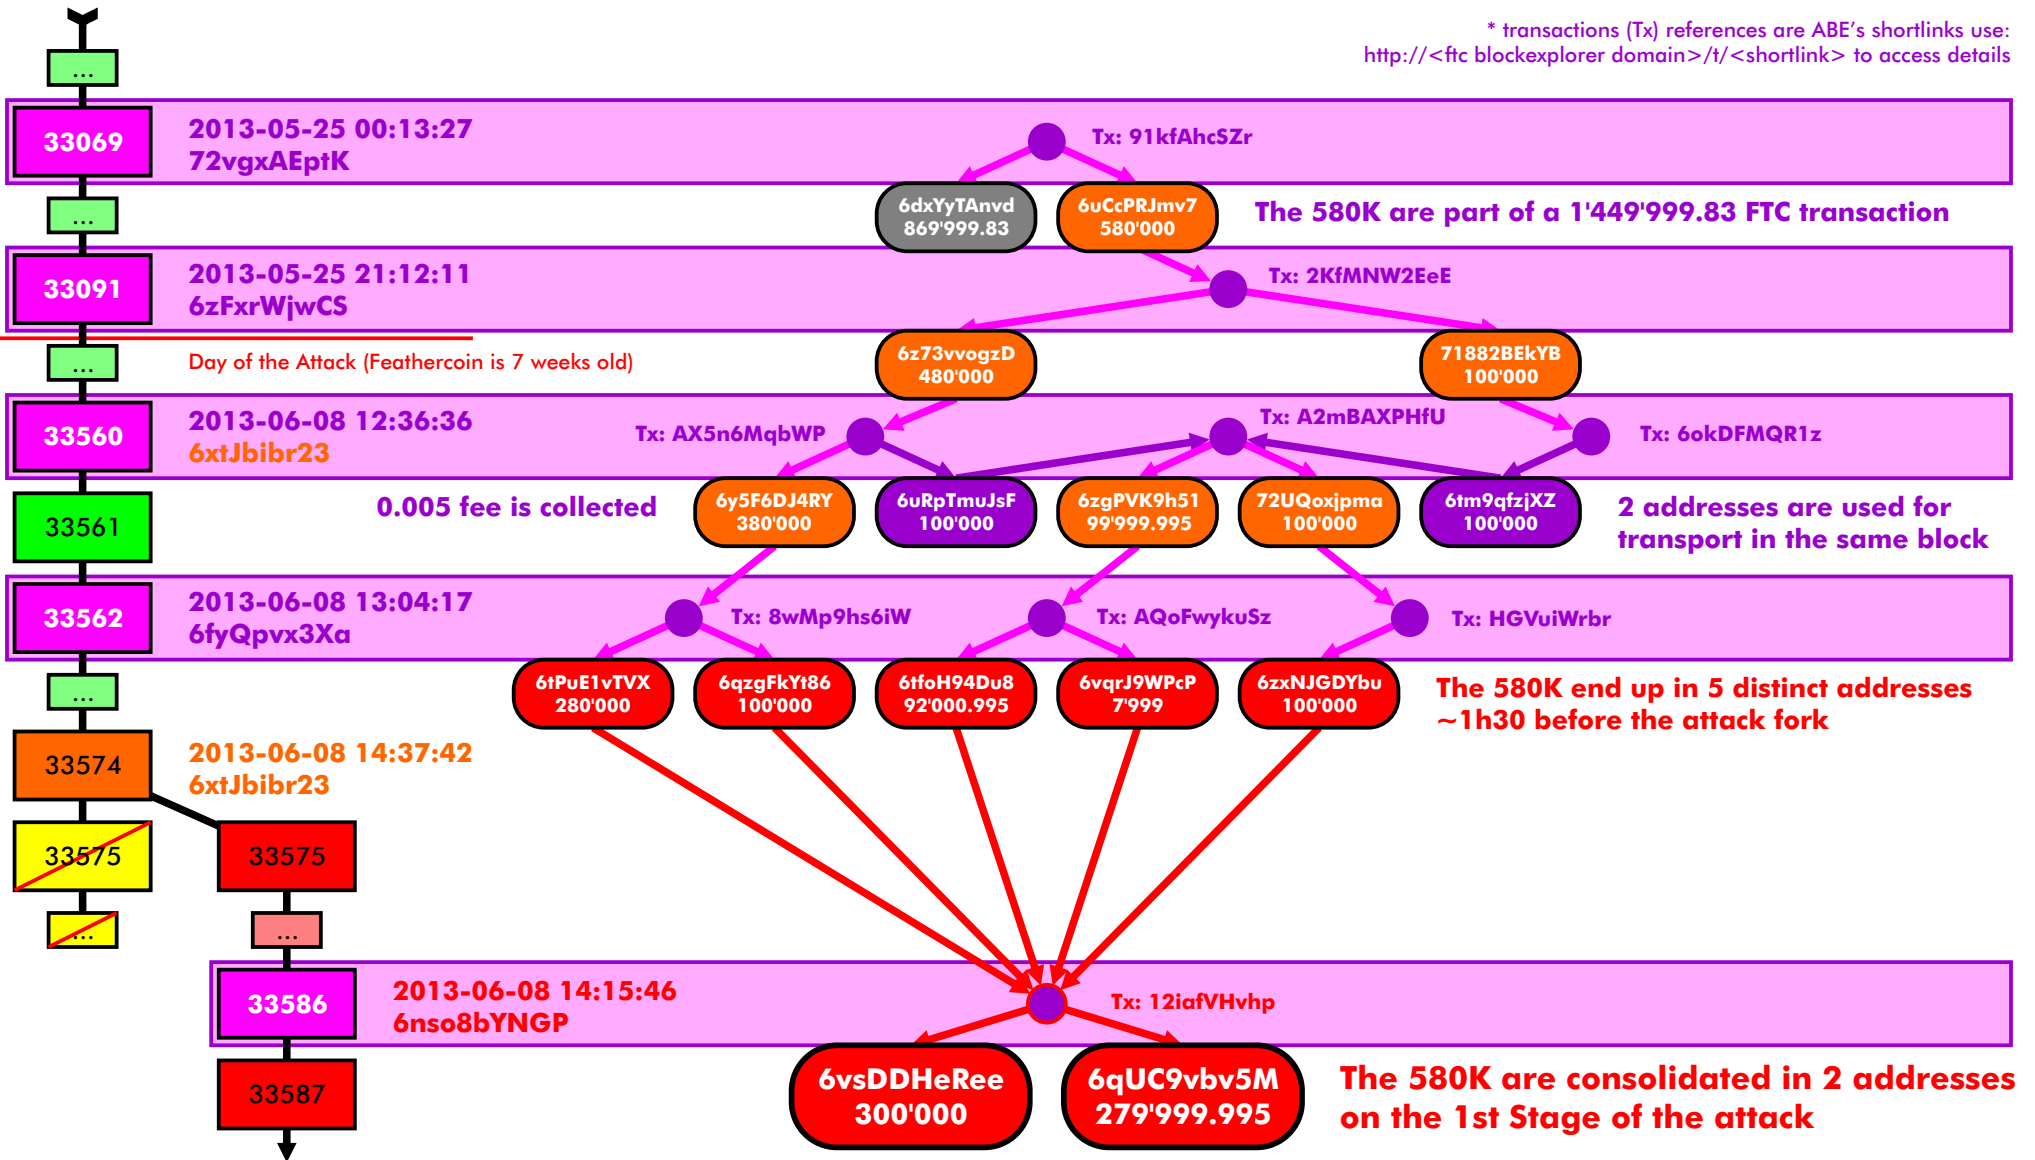 * transactions (Tx) references are ABE's shortlinks use:
http://<ftc blockexplorer domain>/t/<shortlink> to access details
...
33069
2013-05-25 00:13:27
72vgxAEptK
Tx: 91kfAhcSZr
...
6dxYyTAnvd
869'999.83
6uCcPRJmv7
580'000
The 580K are part of a 1'449'999.83 FTC transaction
33091
2013-05-25 21:12:11
6zFxrWjwCS
Tx: 2KfMNW2EeE
...
Day of the Attack (Feathercoin is 7 weeks old)
6z73vvogzD
480'000
71882BEkYB
100'000
33560
2013-06-08 12:36:36
6xtJbibr23
Tx: AX5n6MqbWP
Tx: A2mBAXPHfU
Tx: 6okDFMQR1z
33561
0.005 fee is collected
6y5F6DJ4RY
380'000
6uRpTmuJsF
100'000
6zgPVK9h51
99'999.995
72UQoxjpma
100'000
6tm9qfzjXZ
100'000
2 addresses are used for
transport in the same block
33562
2013-06-08 13:04:17
6fyQpvx3Xa
Tx: 8wMp9hs6iW
Tx: AQoFwykuSz
Tx: HGVuiWrbr
...
6tPuE1vTVX
280'000
6qzgFkYt86
100'000
6tfoH94Du8
92'000.995
6vqrJ9WPcP
7'999
6zxNJGDYbu
100'000
The 580K end up in 5 distinct addresses
~1h30 before the attack fork
33574
2013-06-08 14:37:42
6xtJbibr23
33575
33575
...
...
33586
2013-06-08 14:15:46
6nso8bYNGP
Tx: 12iafVHvhp
33587
6vsDDHeRee
300'000
6qUC9vbv5M
279'999.995
The 580K are consolidated in 2 addresses
on the 1st Stage of the attack